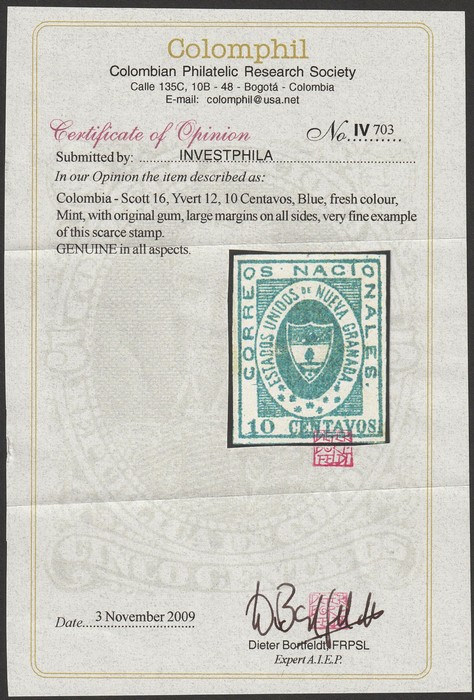 Colomphil
Colombian Philatelic Research Society
Calle 135C, 10B - 48 - Bogotá - Colombia
E-mail: colomphil@usa.net
Certificate of Opinion No. IV 703
Submitted by: INVESTPHILA
In our Opinion the item described as:
Colombia - Scott 16, Yvert 12, 10 Centavos, Blue, fresh colour,
Mint, with original gum, large margins on all sides, very fine example
of this scarce stamp.
GENUINE in all aspects.
CORREOS NACIONALES.
ESTADOS UNIDOS DE NUEVA GRANADA
10 CENTAVOS
Date 3 November 2009
Dieter Bortfeldt, FRPSL
Expert A.I.E.P.